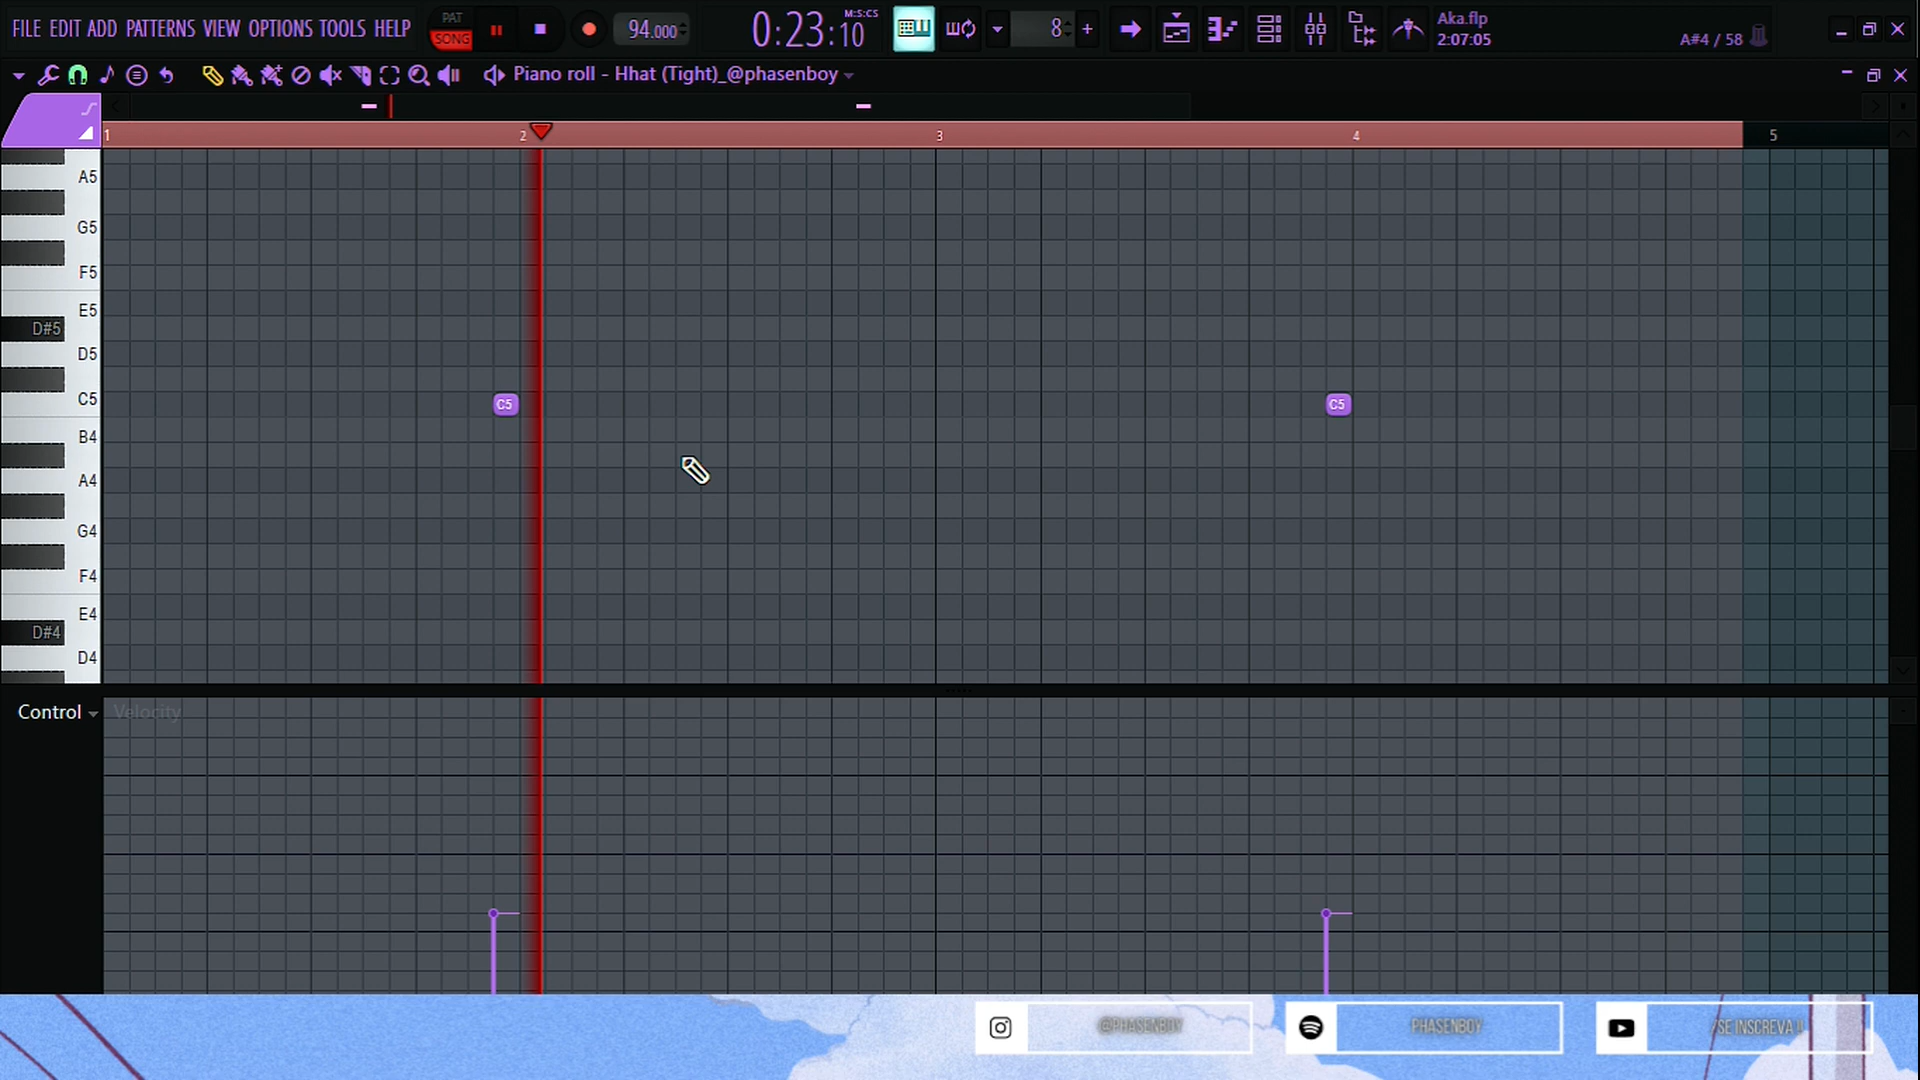 FILE EDIT ADD PATTERNS VIEW OPTIONS TOOLS HELP
PAT
SONG
94.000
0:23:10
M:S:CS
8
Aka.flp
2:07:05
A#4 / 58
Piano roll - Hhat (Tight)_@phasenboy
1
2
3
4
5
A5
G5
F5
E5
D#5
D5
C5
C5
C5
B4
A4
G4
F4
E4
D#4
D4
Control
Velocity
@PHASENBOY
PHASENBOY
SE INSCREVA !!